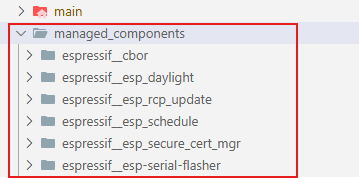 main
managed_components
espressif__cbor
espressif__esp_daylight
espressif__esp_rcp_update
espressif__esp_schedule
espressif__esp_secure_cert_mgr
espressif__esp-serial-flasher